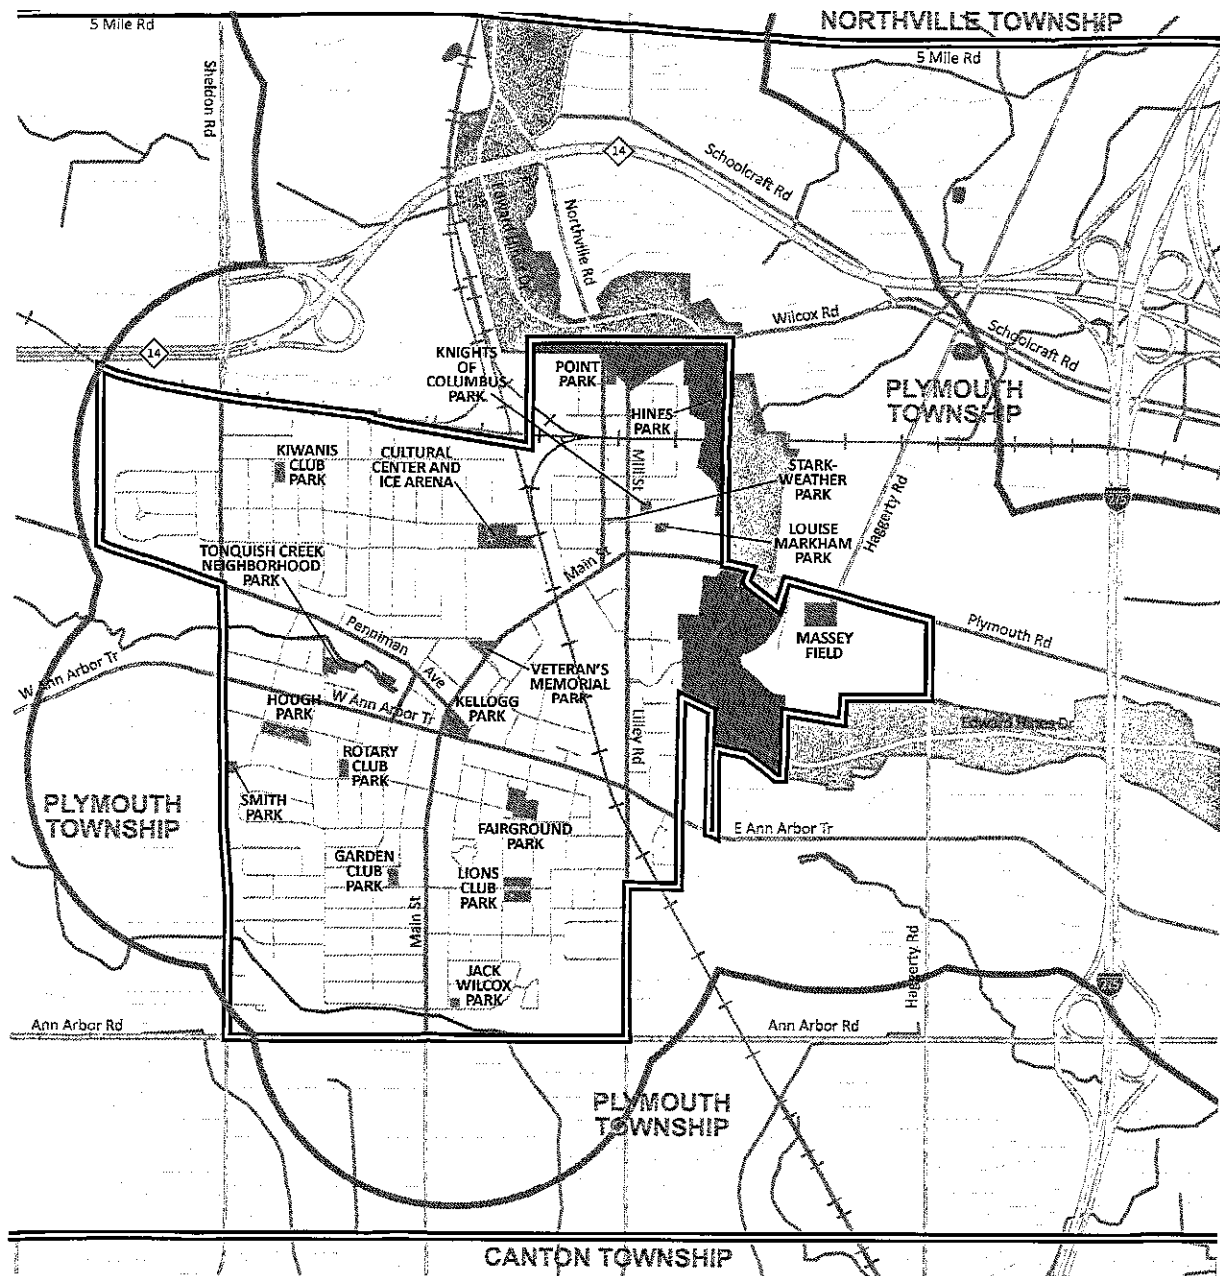 NORTHVILLE TOWNSHIP
5 Mile Rd
5 Mile Rd
Sheldon Rd
14
Schoolcraft Rd
Northville Rd
Wilcox Rd
Schoolcraft Rd
14
KNIGHTS
OF
COLUMBUS
PARK
POINT
PARK
PLYMOUTH
TOWNSHIP
HINES
PARK
KIWANIS
CLUB
PARK
CULTURAL
CENTER AND
ICE ARENA
Mill St
STARK-
WEATHER
PARK
275
Haggerty Rd
LOUISE
MARKHAM
PARK
TONQUISH CREEK
NEIGHBORHOOD
PARK
Main St
Penniman
Ave
MASSEY
FIELD
Plymouth Rd
W Ann Arbor Tr
VETERAN'S
MEMORIAL
PARK
HOUGH
PARK
W Ann Arbor Tr
KELLOGG
PARK
Lilley Rd
Edward Hines Dr
ROTARY
CLUB
PARK
SMITH
PARK
PLYMOUTH
TOWNSHIP
FAIRGROUND
PARK
E Ann Arbor Tr
GARDEN
CLUB
PARK
LIONS
CLUB
PARK
Main St
Haggerty Rd
JACK
WILCOX
PARK
275
Ann Arbor Rd
Ann Arbor Rd
PLYMOUTH
TOWNSHIP
CANTON TOWNSHIP